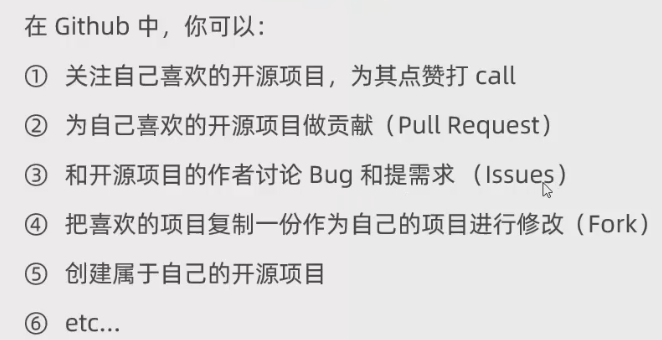 在 Github 中，你可以：
① 关注自己喜欢的开源项目，为其点赞打 call
② 为自己喜欢的开源项目做贡献（Pull Request）
③ 和开源项目的作者讨论 Bug 和提需求 （Issues）
④ 把喜欢的项目复制一份作为自己的项目进行修改（Fork）
⑤ 创建属于自己的开源项目
⑥ etc...